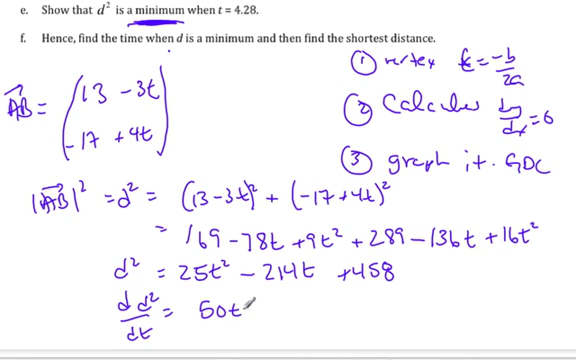 e. Show that d² is a minimum when t = 4.28.
f. Hence, find the time when d is a minimum and then find the shortest distance.
① vertex t = -b/2a
② Calculus dy/dx = 0
③ graph it. GDC
AB = (13 - 3t
-17 + 4t)
|AB|² = d² = (13 - 3t)² + (-17 + 4t)²
= 169 - 78t + 9t² + 289 - 136t + 16t²
d² = 25t² - 214t + 458
d d²/dt = 50t